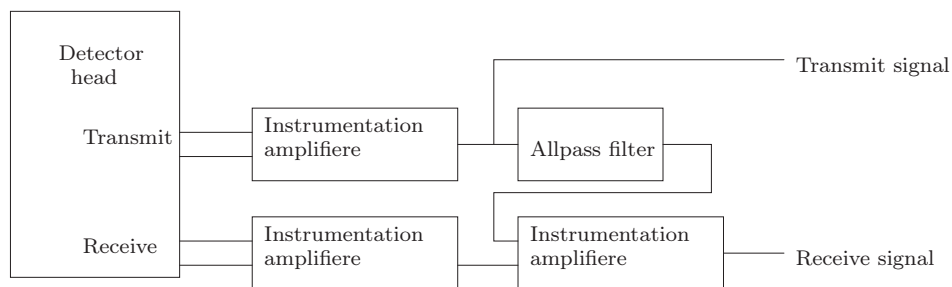 Detector
head
Transmit signal
Transmit
Instrumentation
amplifiere
Allpass filter
Receive
Instrumentation
amplifiere
Instrumentation
amplifiere
Receive signal